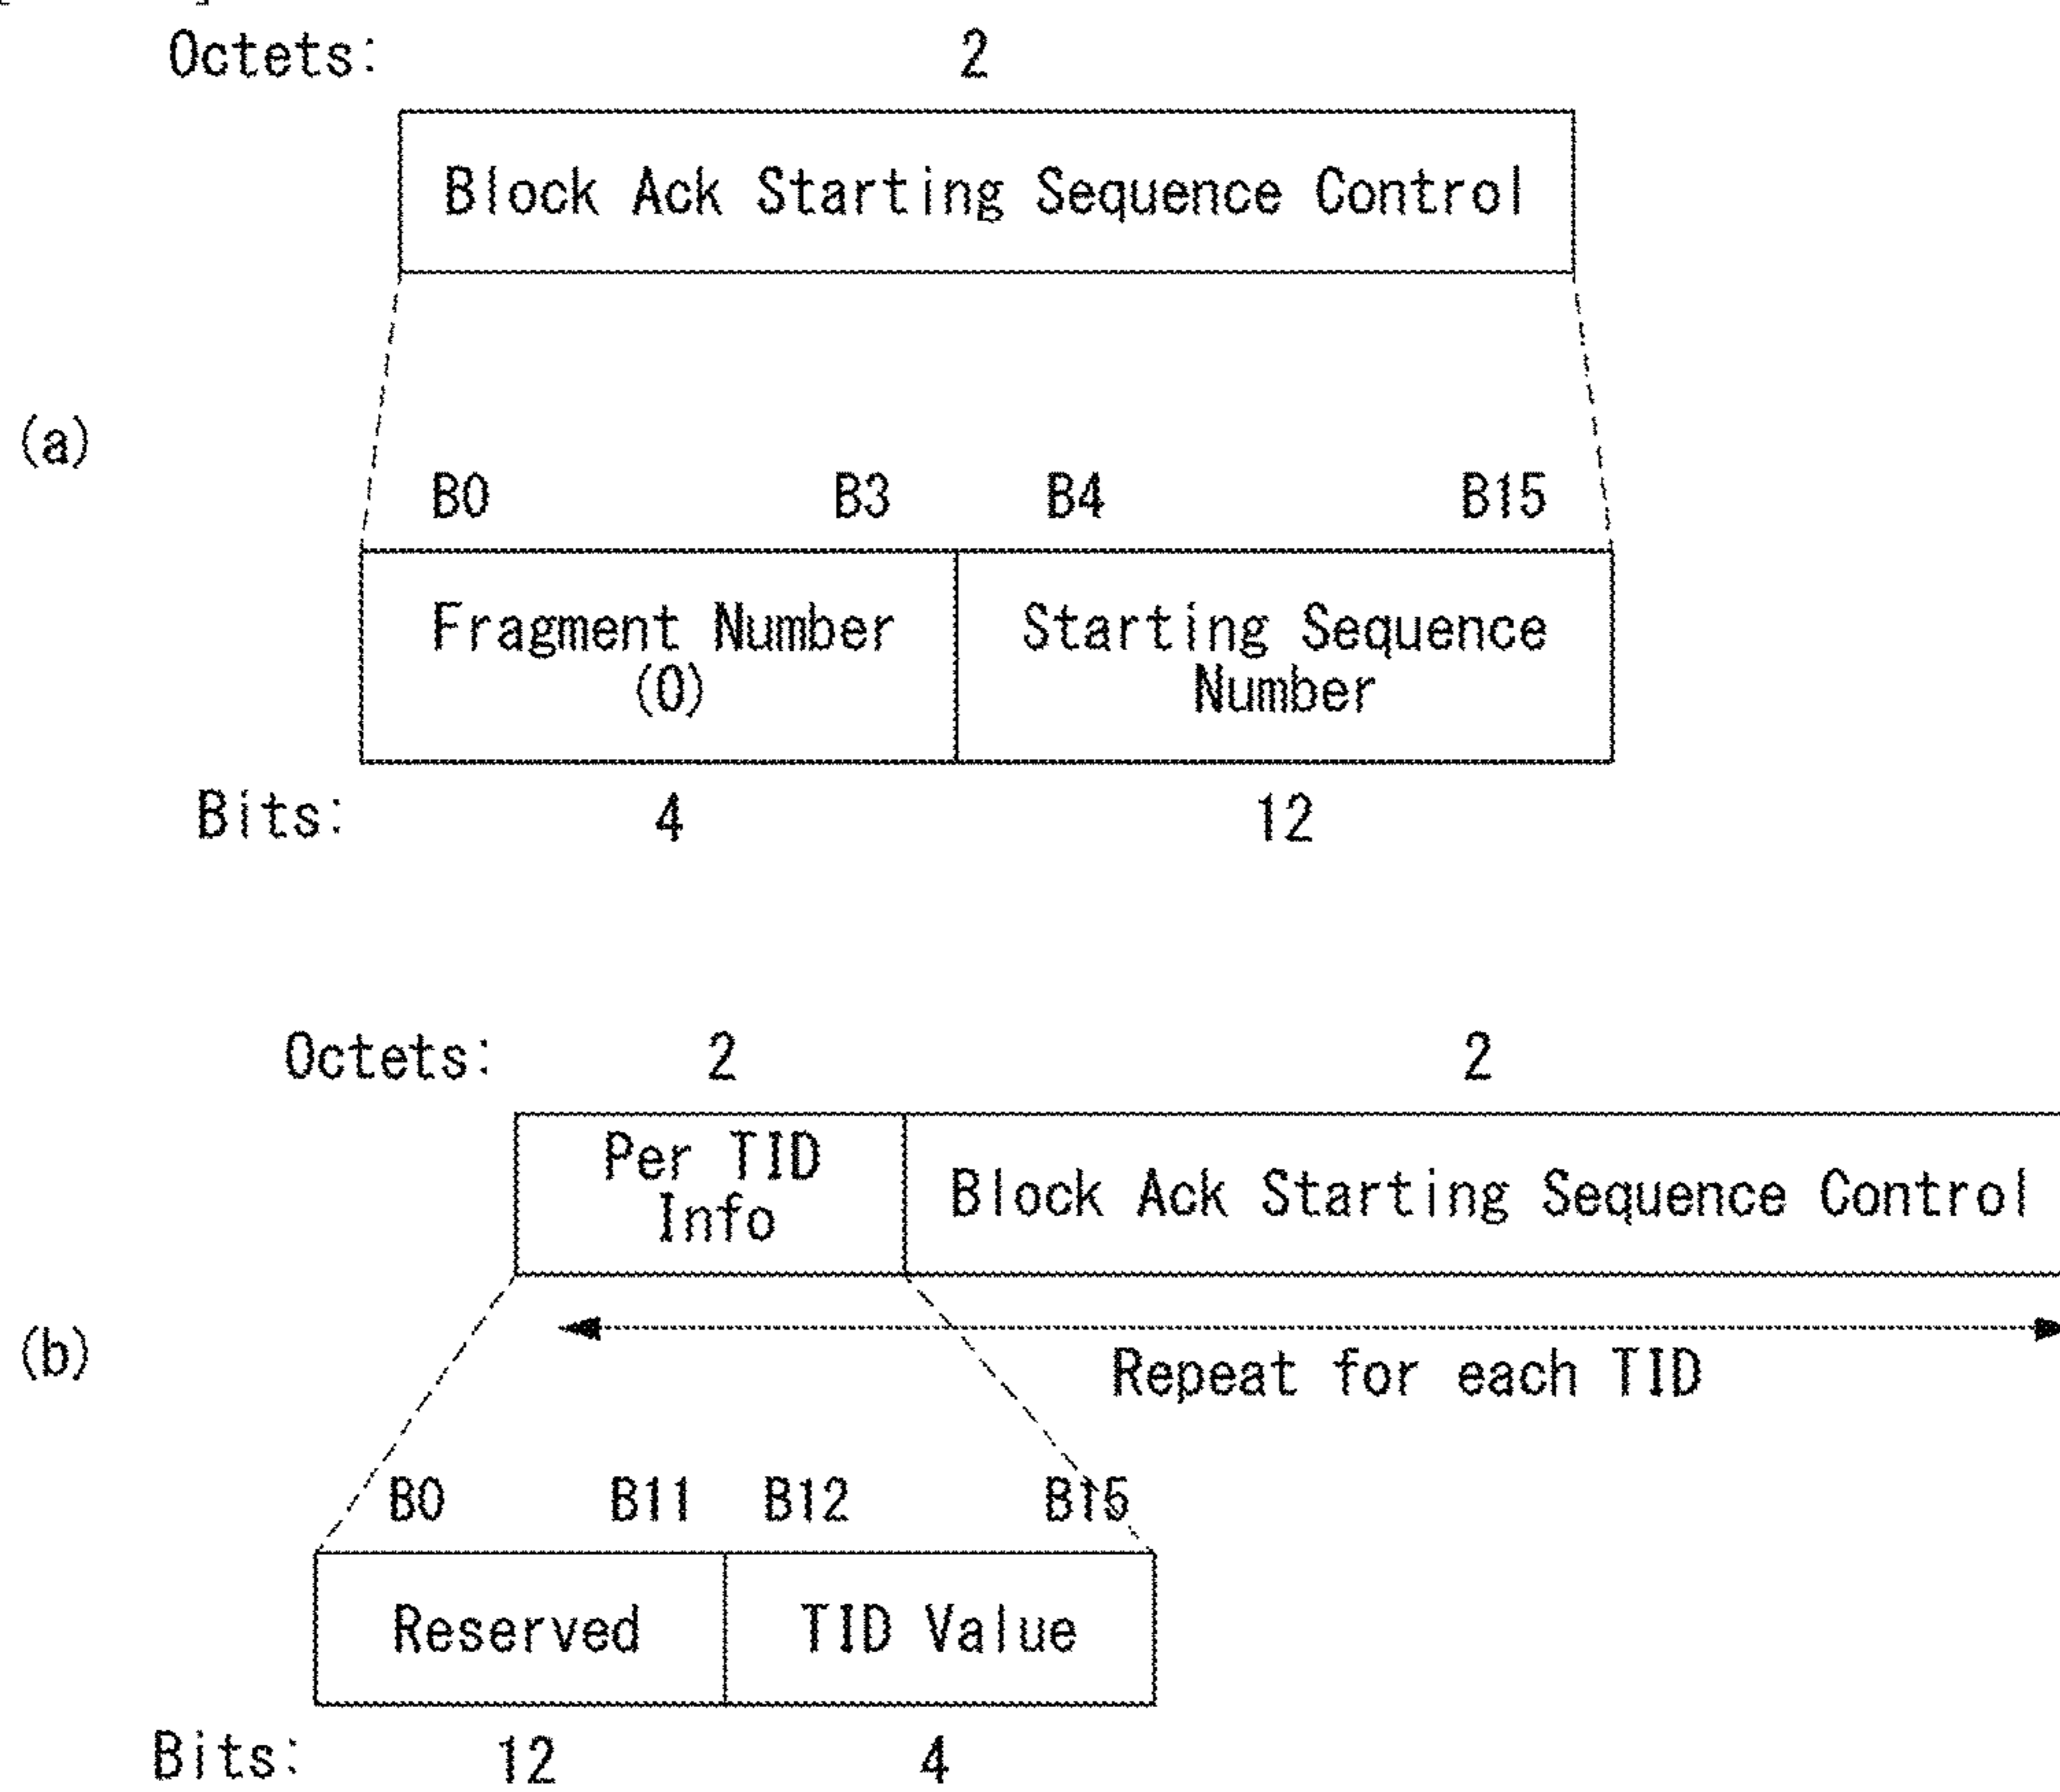 Octets: 2
Block Ack Starting Sequence Control
(a)
B0 B3 B4 B15
Fragment Number
(0)
Starting Sequence
Number
Bits: 4 12
Octets: 2 2
Per TID
Info
Block Ack Starting Sequence Control
(b)
Repeat for each TID
B0 B11 B12 B15
Reserved TID Value
Bits: 12 4